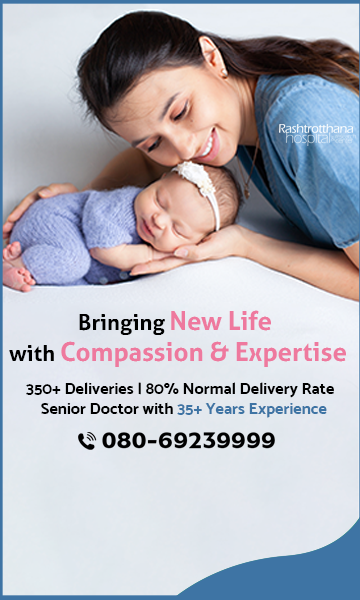 Rashtrotthana
hospital
Bringing New Life
with Compassion & Expertise
350+ Deliveries | 80% Normal Delivery Rate
Senior Doctor with 35+ Years Experience
080-69239999